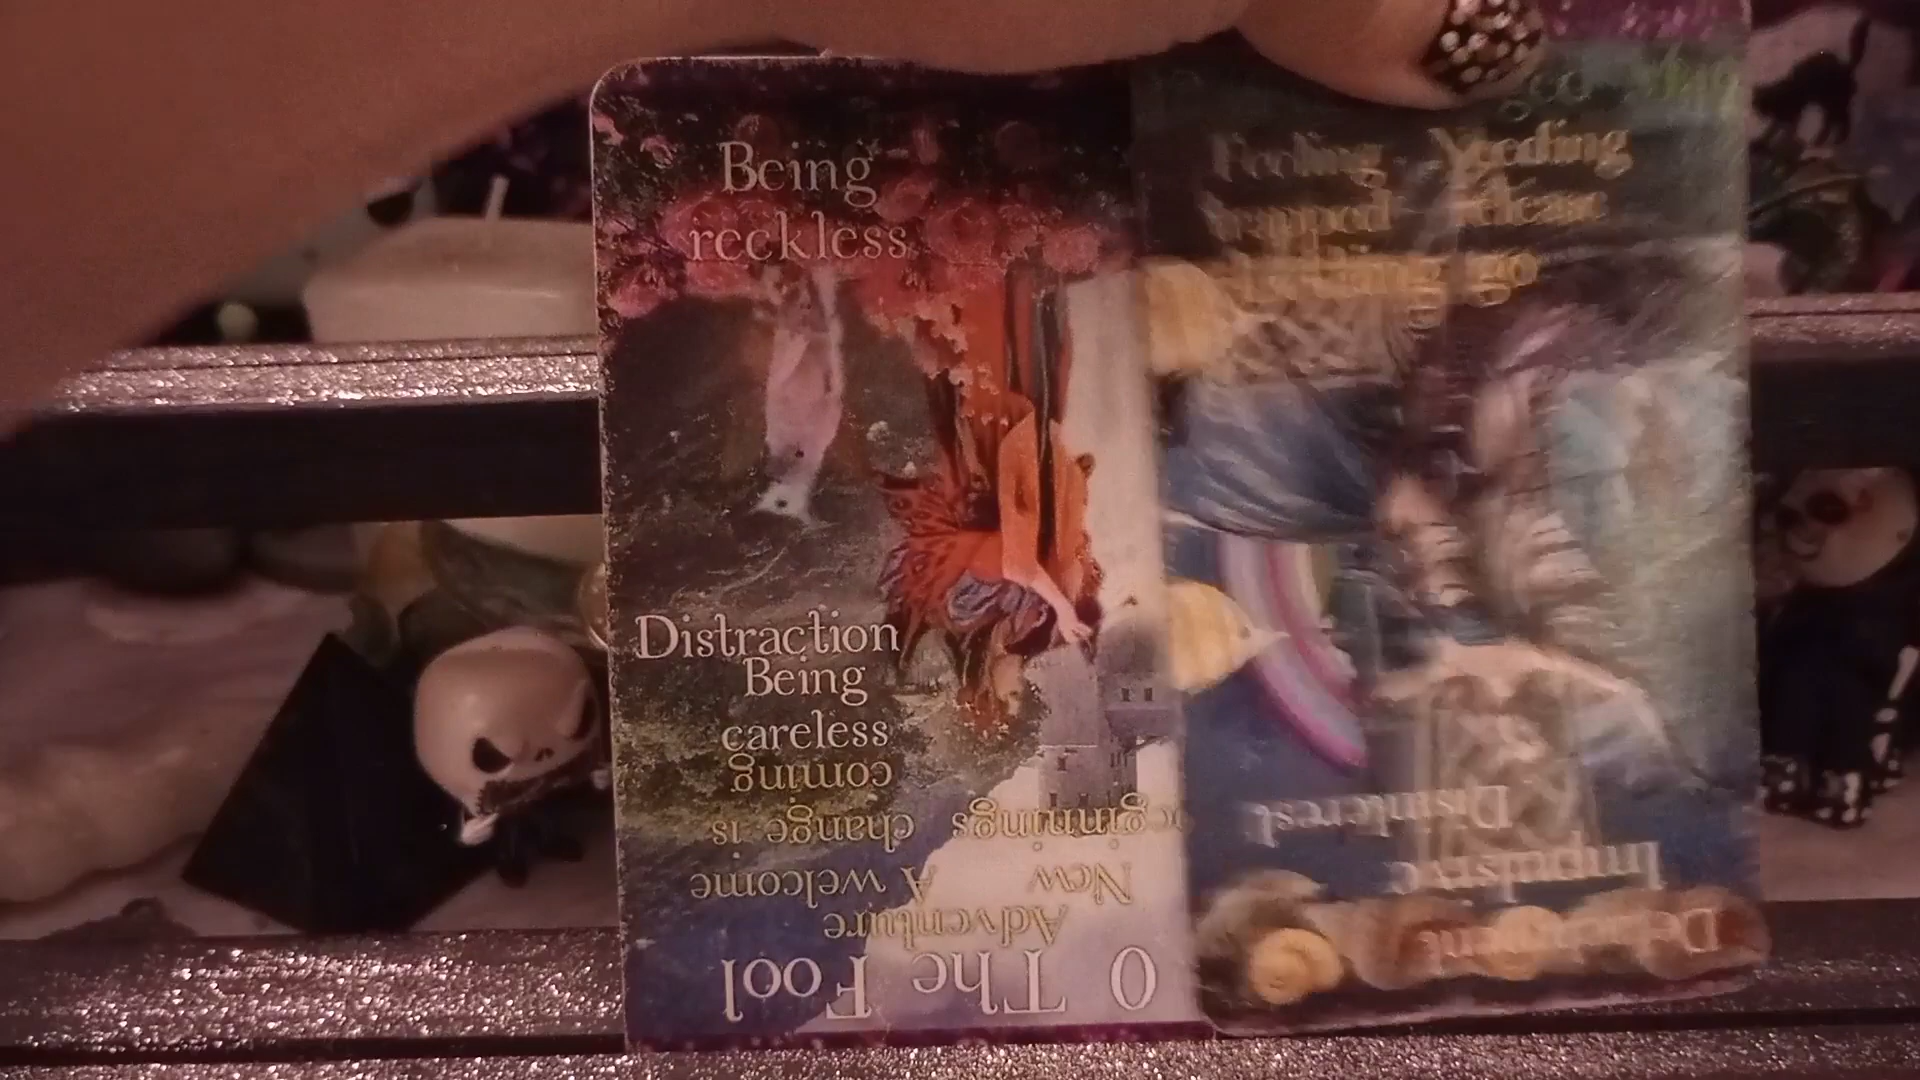 Being
reckless
Distraction
Being
careless
coming
change is
beginnings
A welcome
New
Adventure
0 The Fool
Feeling
trapped
Needing
release
go
Disinterest
Impulsive